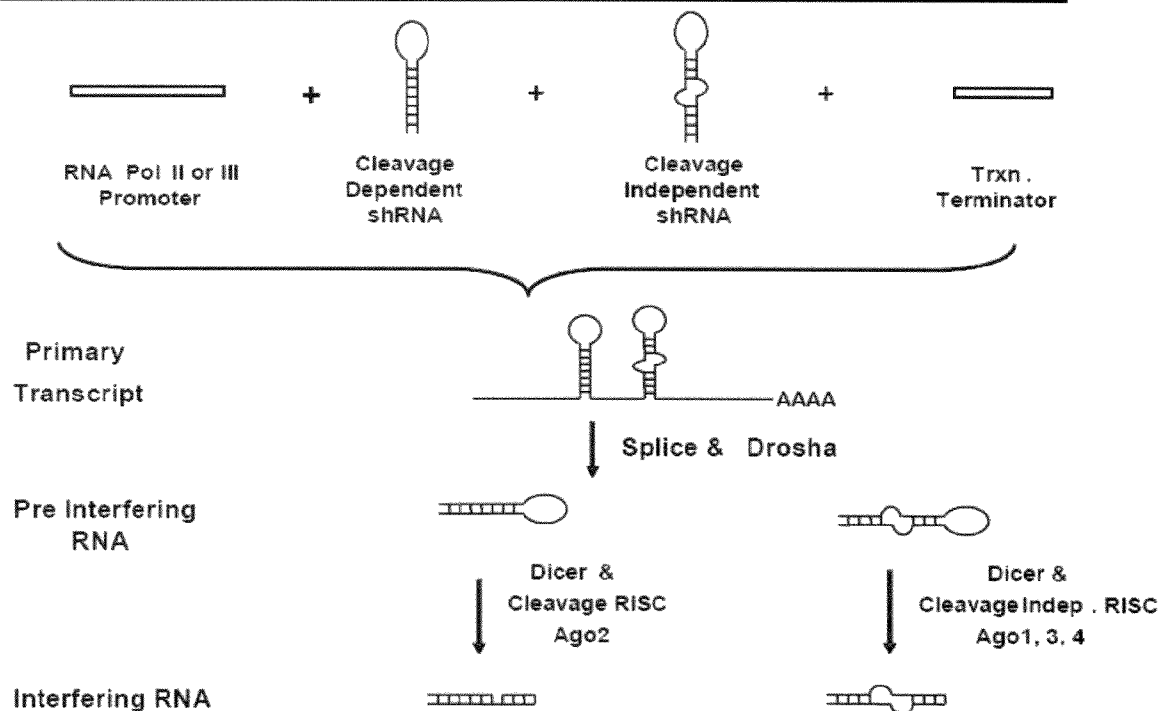 + + +
RNA Pol II or III
Promoter
Cleavage
Dependent
shRNA
Cleavage
Independent
shRNA
Trxn .
Terminator
Primary
Transcript
AAAA
Splice & Drosha
Pre Interfering
RNA
Dicer &
Cleavage RISC
Ago2
Dicer &
Cleavage Indep . RISC
Ago1, 3, 4
Interfering RNA